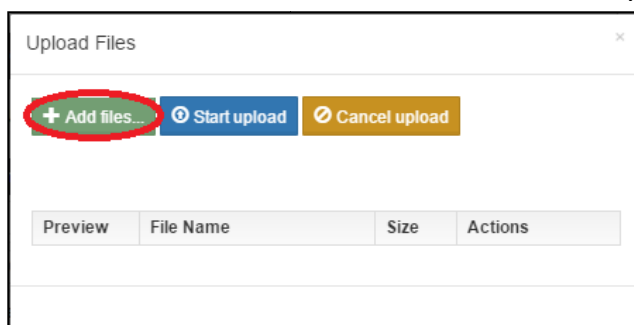 Upload Files ×
+ Add files... Start upload Cancel upload
Preview File Name Size Actions